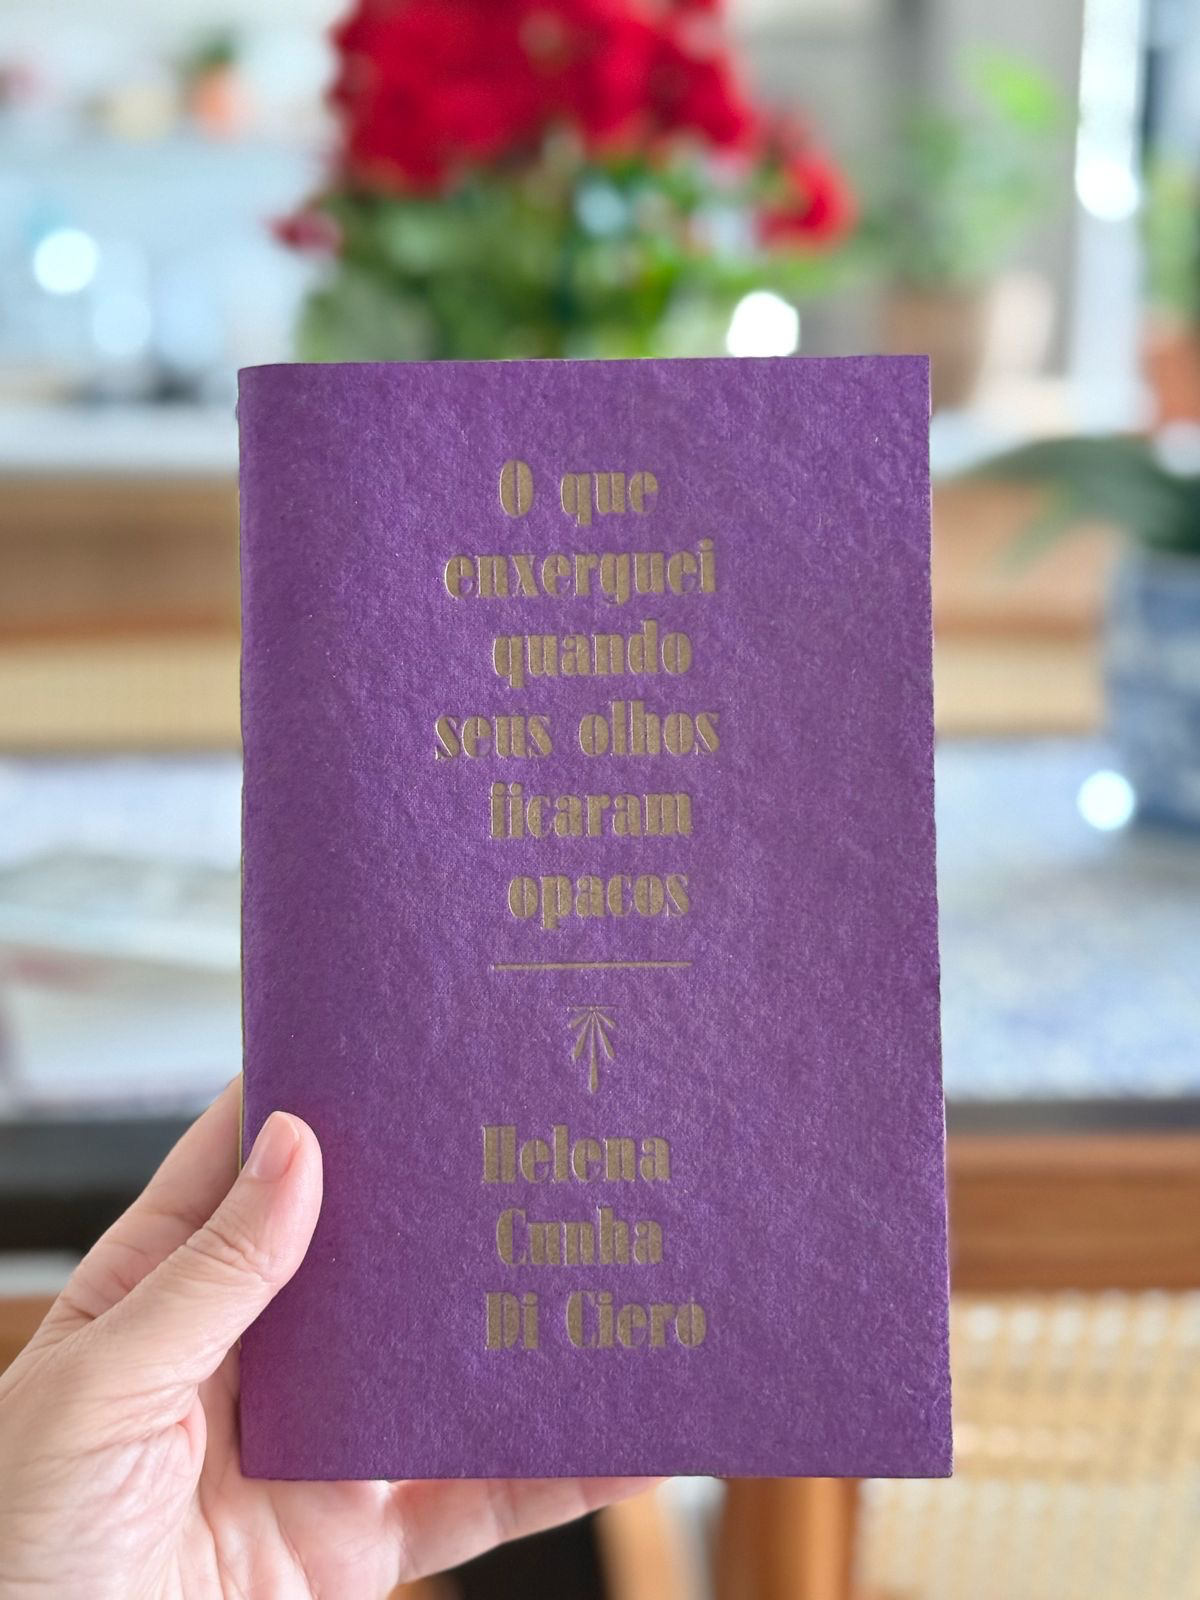 O que
enxerguei
quando
seus olhos
ficaram
opacos
Helena
Cunha
Di Ciero